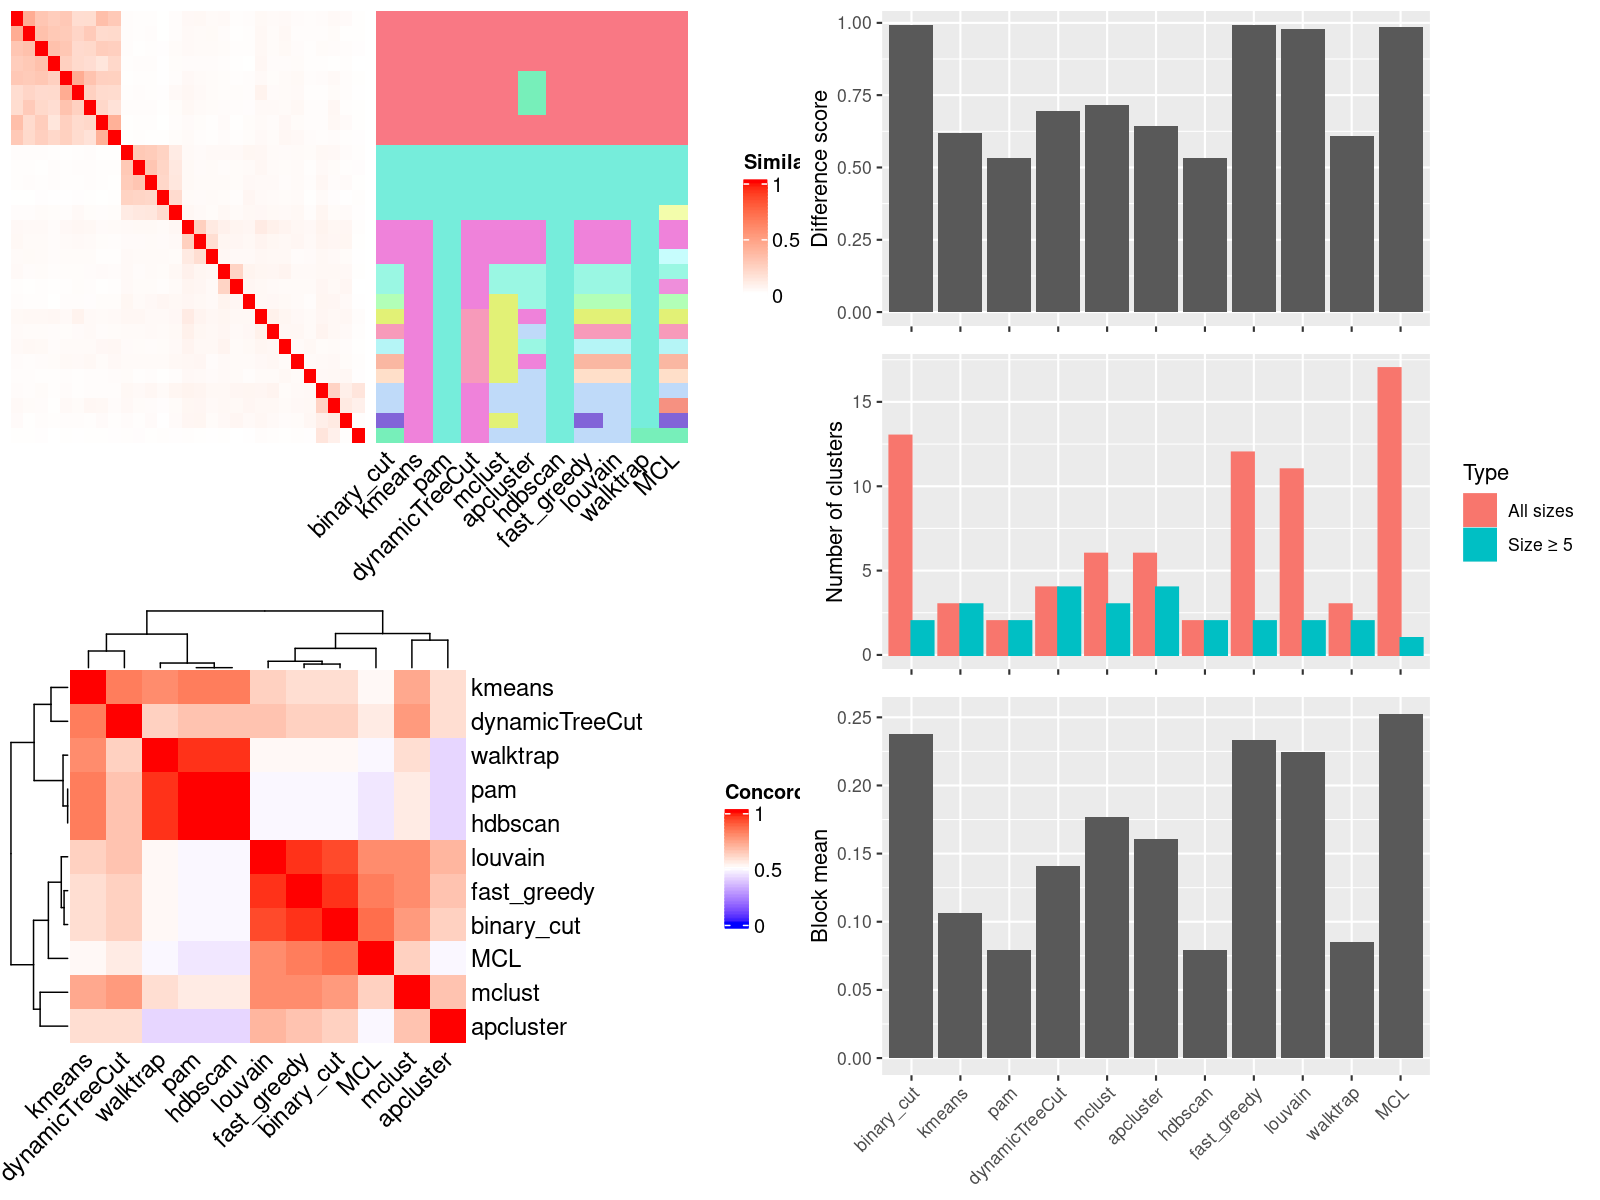 Simila
1
0.5
0
binary_cut
kmeans
pam
dynamicTreeCut
mclust
apcluster
hdbscan
fast_greedy
louvain
walktrap
MCL
kmeans
dynamicTreeCut
walktrap
pam
hdbscan
louvain
fast_greedy
binary_cut
MCL
mclust
apcluster
Concord
1
0.5
0
kmeans
dynamicTreeCut
walktrap
pam
hdbscan
louvain
fast_greedy
binary_cut
MCL
mclust
apcluster
Difference score
1.00
0.75
0.50
0.25
0.00
Number of clusters
15
10
5
0
Type
All sizes
Size ≥ 5
Block mean
0.25
0.20
0.15
0.10
0.05
0.00
binary_cut
kmeans
pam
dynamicTreeCut
mclust
apcluster
hdbscan
fast_greedy
louvain
walktrap
MCL